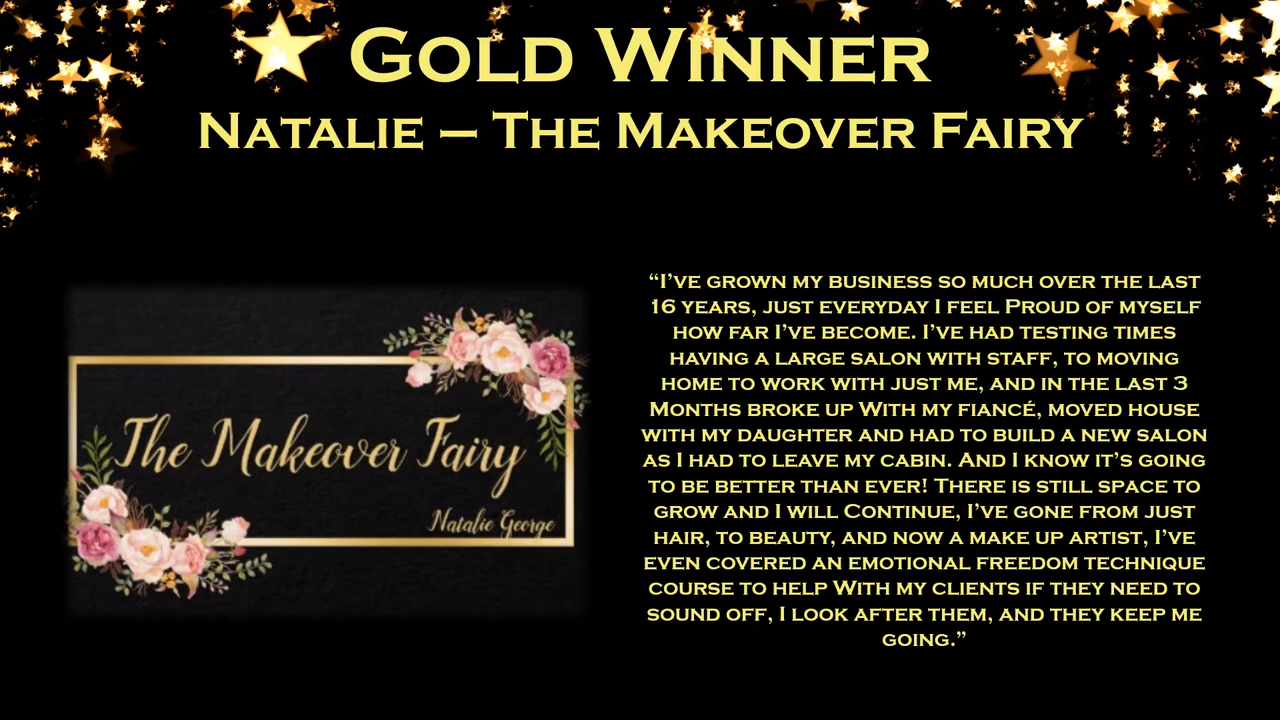 Gold Winner
Natalie – The Makeover Fairy
The Makeover Fairy
Natalie George
“I’ve grown my business so much over the last
16 years, just everyday I feel Proud of myself
how far I’ve become. I’ve had testing times
having a large salon with staff, to moving
home to work with just me, and in the last 3
Months broke up With my fiancé, moved house
with my daughter and had to build a new salon
as I had to leave my cabin. And I know it’s going
to be better than ever! There is still space to
grow and I will Continue, I’ve gone from just
hair, to beauty, and now a make up artist, I’ve
even covered an emotional freedom technique
course to help With my clients if they need to
sound off, I look after them, and they keep me
going.”